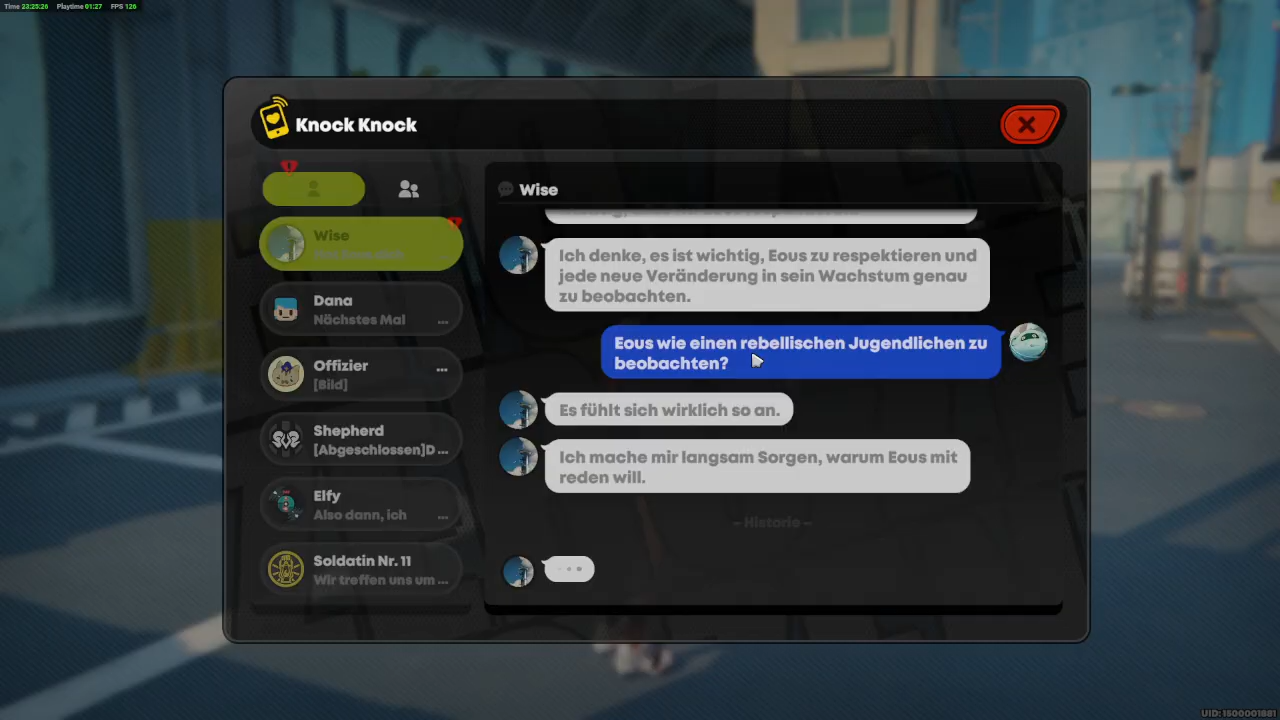 Time 23:25:26 Playtime 01:27 FPS 126
Knock Knock
Wise
Dana
Nächstes Mal ...
Offizier ...
[Bild]
Shepherd
[Abgeschlossen]D ...
Elfy
Also dann, ich ...
Soldatin Nr. 11
Wir treffen uns um ...
Wise
Ich denke, es ist wichtig, Eous zu respektieren und
jede neue Veränderung in sein Wachstum genau
zu beobachten.
Eous wie einen rebellischen Jugendlichen zu
beobachten?
Es fühlt sich wirklich so an.
Ich mache mir langsam Sorgen, warum Eous mit
reden will.
– Historie –
UID: 1500001881